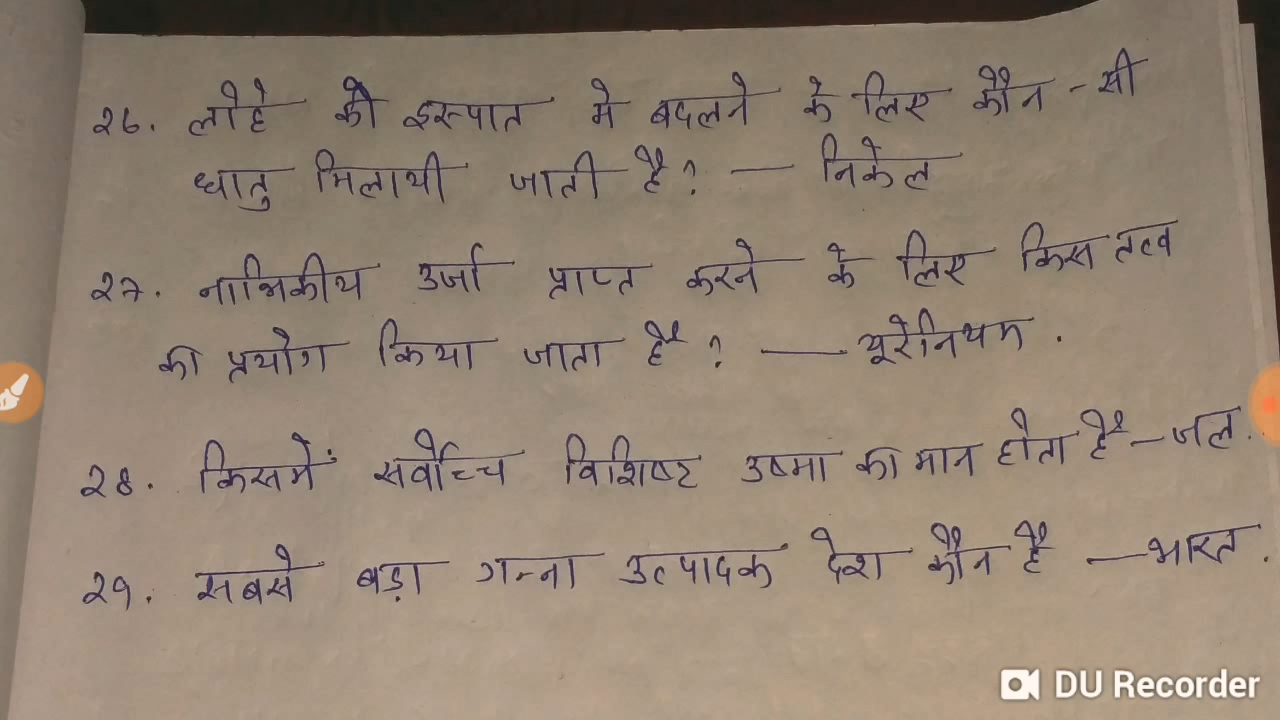 26. लोहे को इस्पात मे बदलने के लिए कौन - सी
धातु मिलायी जाती है? — निकेल
27. नाभिकीय उर्जा प्राप्त करने के लिए किस तत्व
का प्रयोग किया जाता है? — यूरेनियम.
28. किसमें सर्वोच्च विशिष्ट उष्मा का मान होता है - जल.
29. सबसे बड़ा गन्ना उत्पादक देश कौन है — भारत.
DU Recorder